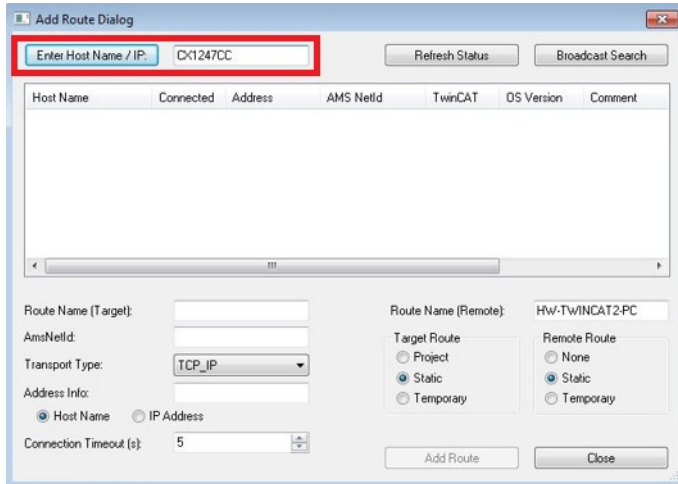 Add Route Dialog
Enter Host Name / IP: CX1247CC Refresh Status Broadcast Search
Host Name Connected Address AMS NetId TwinCAT OS Version Comment
Route Name (Target): Route Name (Remote): HW-TWINCAT2-PC
AmsNetId: Target Route Remote Route
Transport Type: TCP_IP Project None
Static Static
Address Info: Temporary Temporary
Host Name IP Address
Connection Timeout (s): 5 Add Route Close